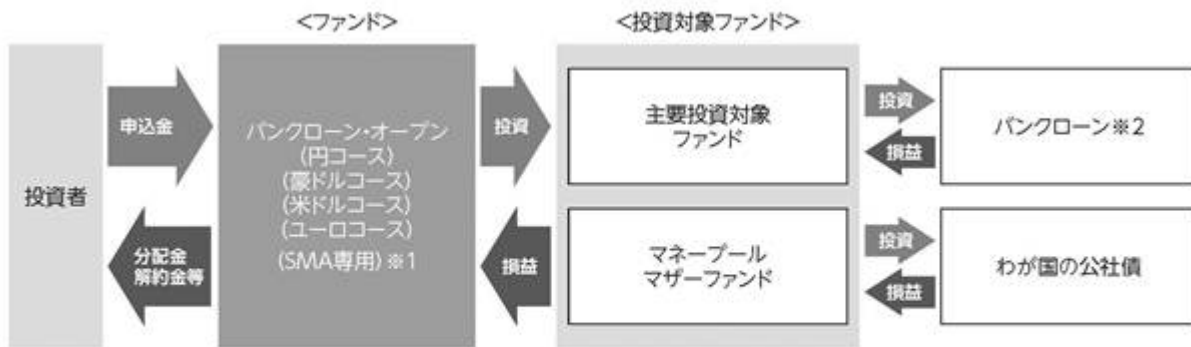 <ファンド>
<投資対象ファンド>
投資者
申込金
分配金
解約金等
バンクローン・オープン
(円コース)
(豪ドルコース)
(米ドルコース)
(ユーロコース)
(SMA専用)※1
投資
損益
主要投資対象
ファンド
マネープール
マザーファンド
投資
損益
投資
損益
バンクローン※2
わが国の公社債